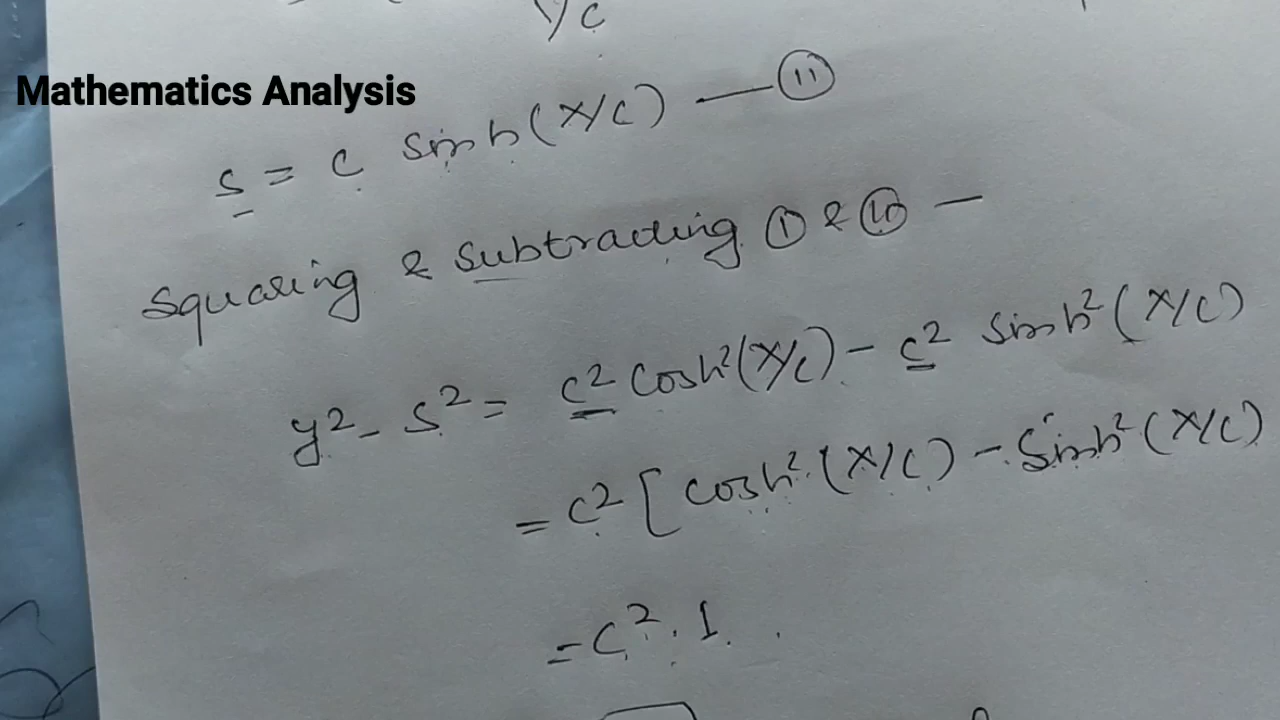 y/c
Mathematics Analysis
s = c sinh(x/c) — (11)
Squaring & Subtracting (1) & (10) —
y² - s² = c² cosh²(x/c) - c² sinh²(x/c)
= c² [cosh²(x/c) - sinh²(x/c)
= c². 1.